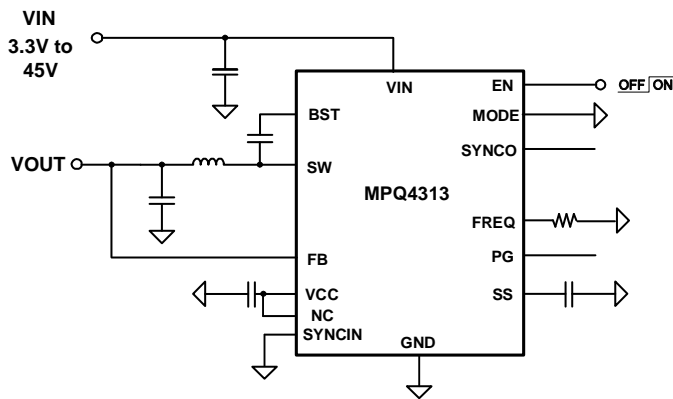 VIN
3.3V to
45V
VIN
EN
OFF ON
BST
MODE
SYNCO
VOUT
SW
MPQ4313
FREQ
FB
PG
VCC
SS
NC
SYNCIN
GND